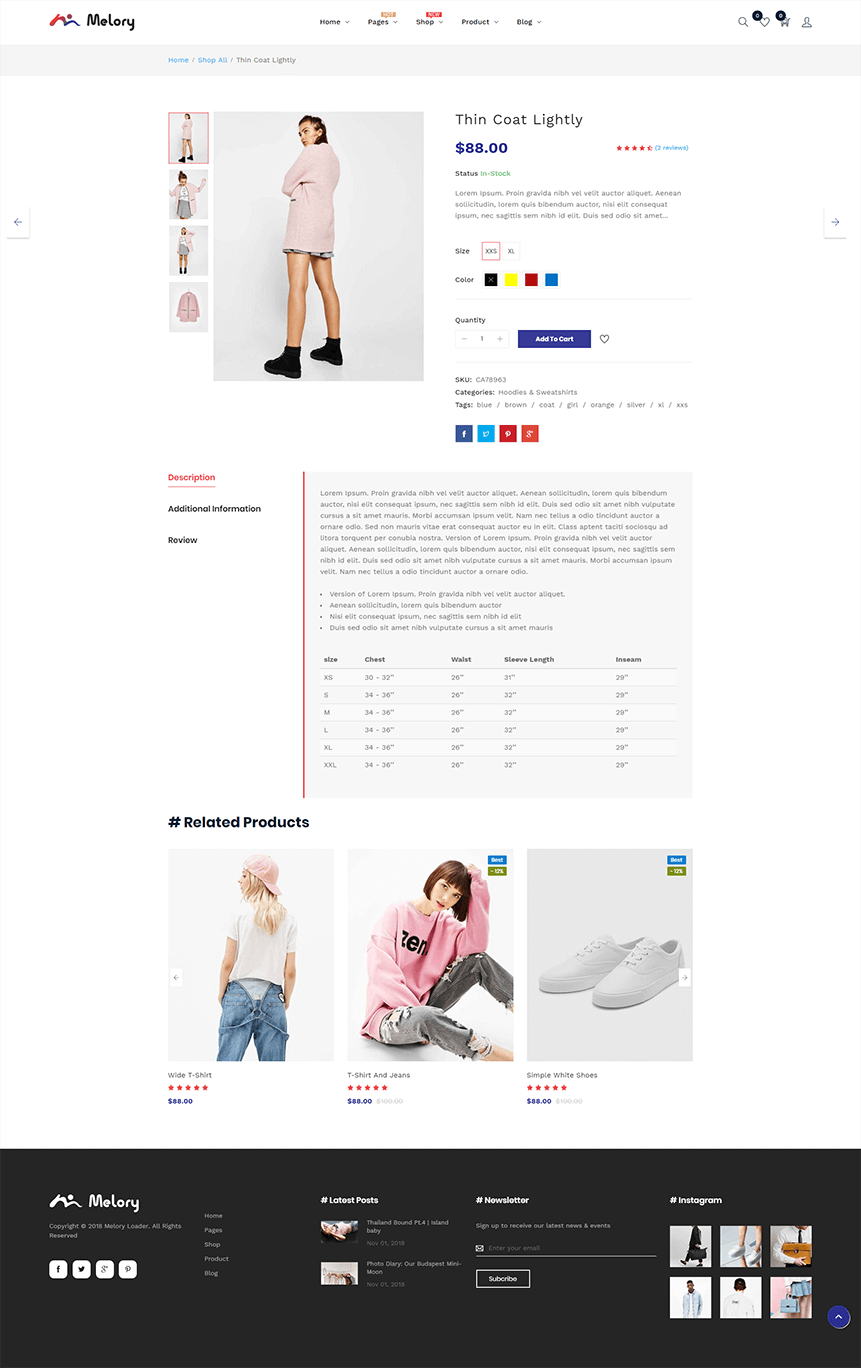 Melory
Home
Pages
HOT
Shop
NEW
Product
Blog
0
0
Home / Shop All / Thin Coat Lightly
Thin Coat Lightly
$88.00
(2 reviews)
Status In-Stock
Lorem Ipsum. Proin gravida nibh vel velit auctor aliquet. Aenean
sollicitudin, lorem quis bibendum auctor, nisi elit consequat
ipsum, nec sagittis sem nibh id elit. Duis sed odio sit amet...
Size
XXS
XL
Color
Quantity
− 1 +
Add To Cart
SKU: CA78963
Categories: Hoodies & Sweatshirts
Tags: blue / brown / coat / girl / orange / silver / xl / xxs
Description
Additional Information
Review
Lorem Ipsum. Proin gravida nibh vel velit auctor aliquet. Aenean sollicitudin, lorem quis bibendum
auctor, nisi elit consequat ipsum, nec sagittis sem nibh id elit. Duis sed odio sit amet nibh vulputate
cursus a sit amet mauris. Morbi accumsan ipsum velit. Nam nec tellus a odio tincidunt auctor a
ornare odio. Sed non mauris vitae erat consequat auctor eu in elit. Class aptent taciti sociosqu ad
litora torquent per conubia nostra. Version of Lorem Ipsum. Proin gravida nibh vel velit auctor
aliquet. Aenean sollicitudin, lorem quis bibendum auctor, nisi elit consequat ipsum, nec sagittis sem
nibh id elit. Duis sed odio sit amet nibh vulputate cursus a sit amet mauris. Morbi accumsan ipsum
velit. Nam nec tellus a odio tincidunt auctor a ornare odio.
• Version of Lorem Ipsum. Proin gravida nibh vel velit auctor aliquet.
• Aenean sollicitudin, lorem quis bibendum auctor
• Nisi elit consequat ipsum, nec sagittis sem nibh id elit
• Duis sed odio sit amet nibh vulputate cursus a sit amet mauris
size Chest Waist Sleeve Length Inseam
XS 30 - 32" 26" 31" 29"
S 34 - 36" 26" 32" 29"
M 34 - 36" 26" 32" 29"
L 34 - 36" 26" 32" 29"
XL 34 - 36" 26" 32" 29"
XXL 34 - 36" 26" 32" 29"
# Related Products
Best
- 12%
zen
Best
- 12%
Wide T-Shirt
$88.00
T-Shirt And Jeans
$88.00 $100.00
Simple White Shoes
$88.00 $100.00
Melory
Copyright © 2018 Melory Loader. All Rights
Reserved
Home
Pages
Shop
Product
Blog
# Latest Posts
Thailand Bound Pt.4 | Island
baby
Nov 01, 2018
Photo Diary: Our Budapest Mini-
Moon
Nov 01, 2018
# Newsletter
Sign up to receive our latest news & events
Enter your email
Subcribe
# Instagram